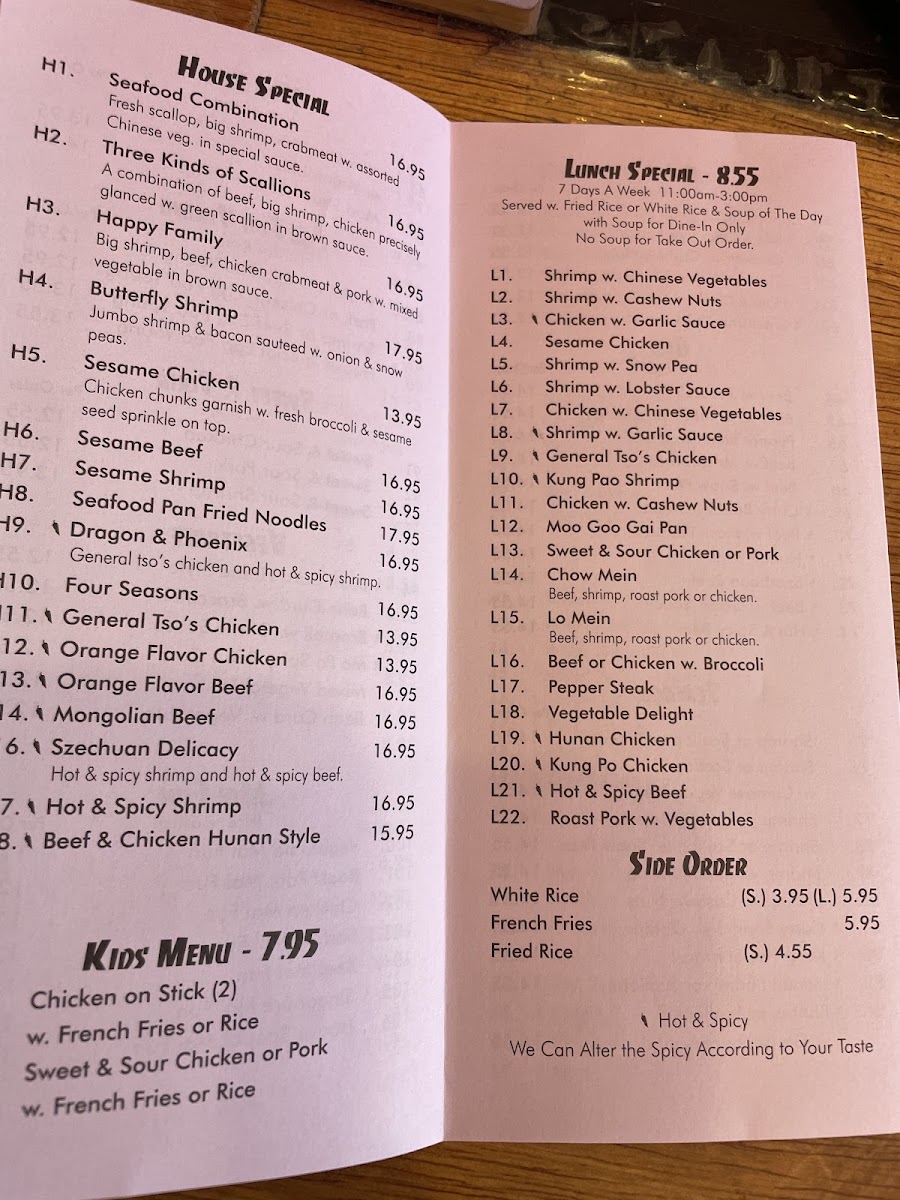 House Special
H1. Seafood Combination 16.95
Fresh scallop, big shrimp, crabmeat w. assorted
Chinese veg. in special sauce.
H2. Three Kinds of Scallions 16.95
A combination of beef, big shrimp, chicken precisely
glanced w. green scallion in brown sauce.
H3. Happy Family 16.95
Big shrimp, beef, chicken crabmeat & pork w. mixed
vegetable in brown sauce.
H4. Butterfly Shrimp 17.95
Jumbo shrimp & bacon sauteed w. onion & snow
peas.
H5. Sesame Chicken 13.95
Chicken chunks garnish w. fresh broccoli & sesame
seed sprinkle on top.
H6. Sesame Beef 16.95
H7. Sesame Shrimp 16.95
H8. Seafood Pan Fried Noodles 17.95
H9. Dragon & Phoenix 16.95
General tso's chicken and hot & spicy shrimp.
H10. Four Seasons 16.95
11. General Tso's Chicken 13.95
12. Orange Flavor Chicken 13.95
13. Orange Flavor Beef 16.95
14. Mongolian Beef 16.95
6. Szechuan Delicacy 16.95
Hot & spicy shrimp and hot & spicy beef.
7. Hot & Spicy Shrimp 16.95
8. Beef & Chicken Hunan Style 15.95
Kids Menu - 7.95
Chicken on Stick (2)
w. French Fries or Rice
Sweet & Sour Chicken or Pork
w. French Fries or Rice
Lunch Special - 8.55
7 Days A Week 11:00am-3:00pm
Served w. Fried Rice or White Rice & Soup of The Day
with Soup for Dine-In Only
No Soup for Take Out Order.
L1. Shrimp w. Chinese Vegetables
L2. Shrimp w. Cashew Nuts
L3. Chicken w. Garlic Sauce
L4. Sesame Chicken
L5. Shrimp w. Snow Pea
L6. Shrimp w. Lobster Sauce
L7. Chicken w. Chinese Vegetables
L8. Shrimp w. Garlic Sauce
L9. General Tso's Chicken
L10. Kung Pao Shrimp
L11. Chicken w. Cashew Nuts
L12. Moo Goo Gai Pan
L13. Sweet & Sour Chicken or Pork
L14. Chow Mein
Beef, shrimp, roast pork or chicken.
L15. Lo Mein
Beef, shrimp, roast pork or chicken.
L16. Beef or Chicken w. Broccoli
L17. Pepper Steak
L18. Vegetable Delight
L19. Hunan Chicken
L20. Kung Po Chicken
L21. Hot & Spicy Beef
L22. Roast Pork w. Vegetables
Side Order
White Rice (S.) 3.95 (L.) 5.95
French Fries 5.95
Fried Rice (S.) 4.55
Hot & Spicy
We Can Alter the Spicy According to Your Taste